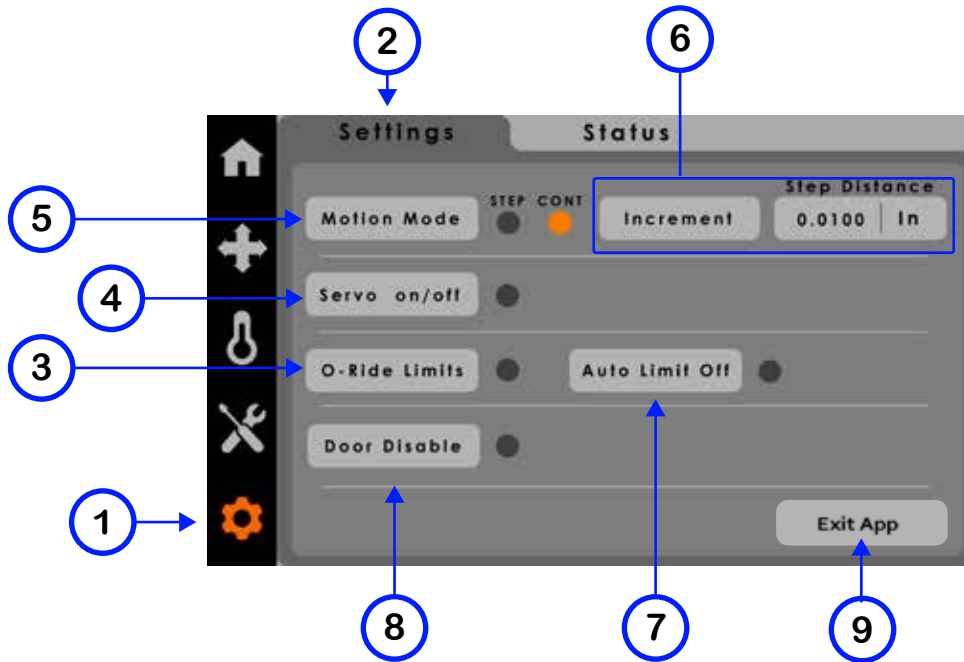 2
6
Settings
Status
5
Motion Mode
STEP CONT
Increment
Step Distance
0.0100 | In
4
Servo on/off
3
O-Ride Limits
Auto Limit Off
Door Disable
1
Exit App
8
7
9